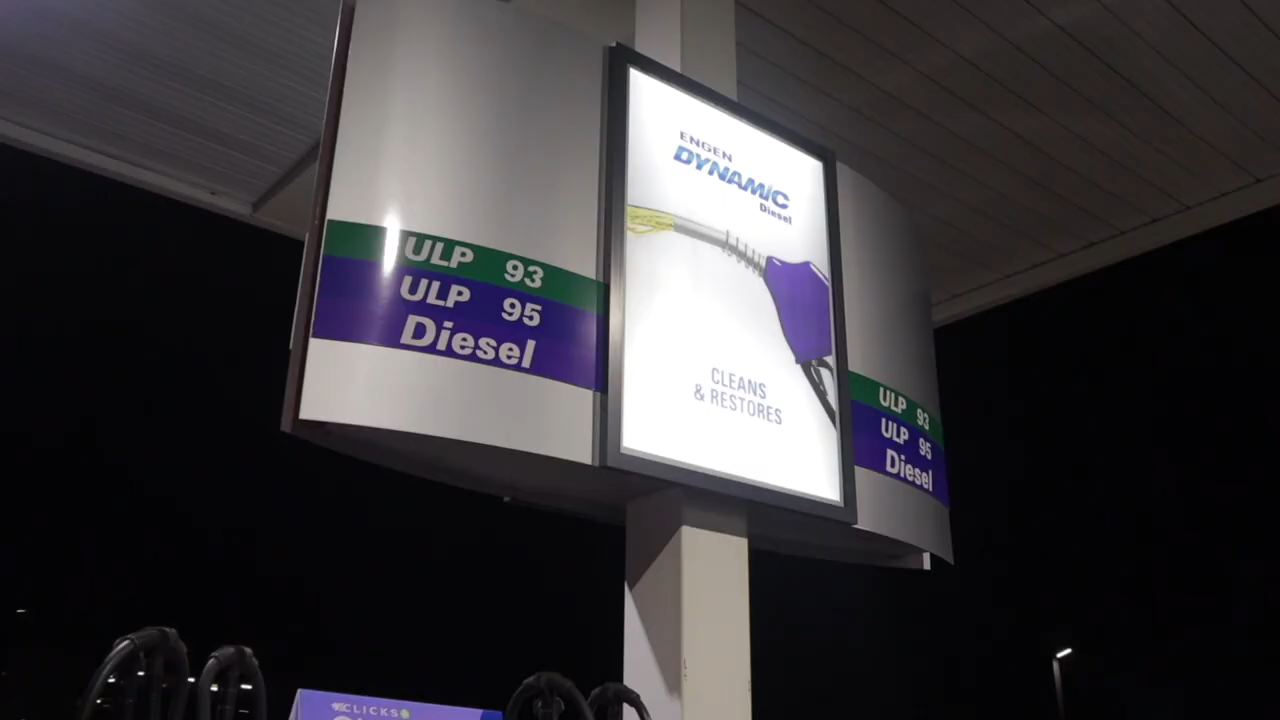 ULP 93
ULP 95
Diesel
ENGEN
DYNAMIC
Diesel
CLEANS
& RESTORES
ULP 93
ULP 95
Diesel
CLICKS